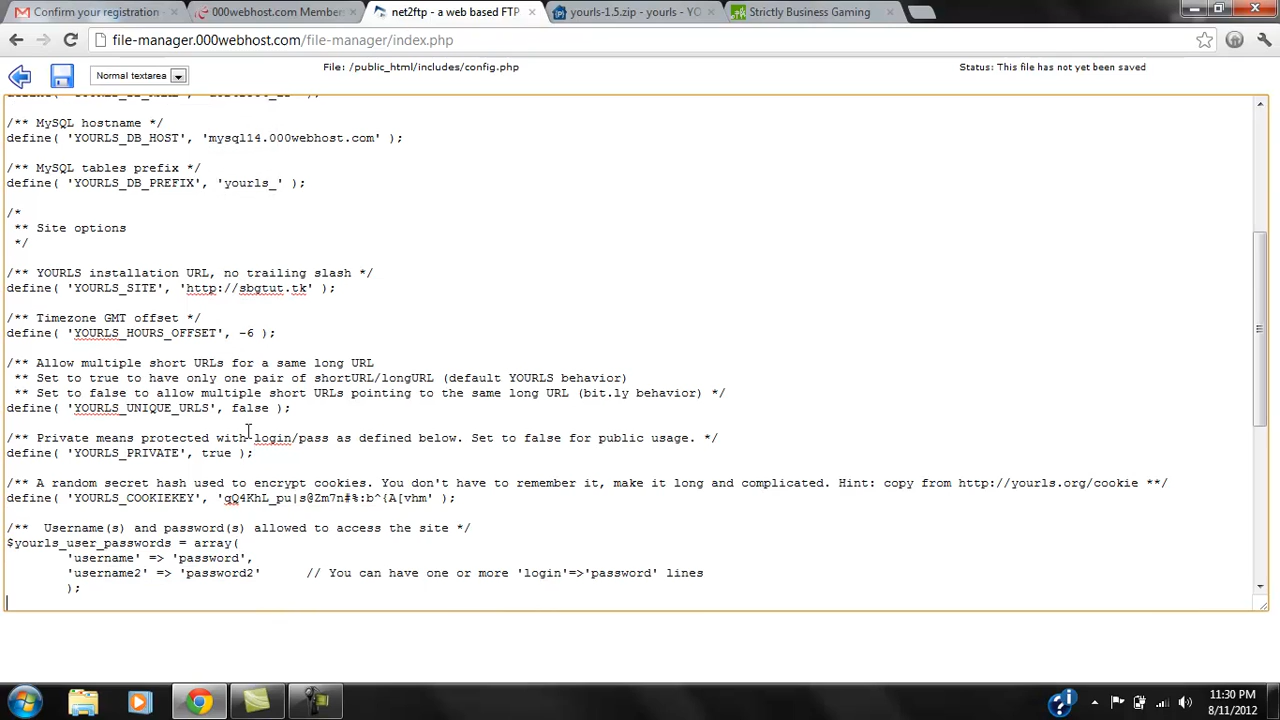 Confirm your registration -
000webhost.com Member
net2ftp - a web based FTP
yourls-1.5.zip - yourls - YO
Strictly Business Gaming
file-manager.000webhost.com/file-manager/index.php
Normal textarea
File: /public_html/includes/config.php
Status: This file has not yet been saved
/** MySQL hostname */
define( 'YOURLS_DB_HOST', 'mysql14.000webhost.com' );
/** MySQL tables prefix */
define( 'YOURLS_DB_PREFIX', 'yourls_' );
/*
** Site options
*/
/** YOURLS installation URL, no trailing slash */
define( 'YOURLS_SITE', 'http://sbgtut.tk' );
/** Timezone GMT offset */
define( 'YOURLS_HOURS_OFFSET', -6 );
/** Allow multiple short URLs for a same long URL
** Set to true to have only one pair of shortURL/longURL (default YOURLS behavior)
** Set to false to allow multiple short URLs pointing to the same long URL (bit.ly behavior) */
define( 'YOURLS_UNIQUE_URLS', false );
/** Private means protected with login/pass as defined below. Set to false for public usage. */
define( 'YOURLS_PRIVATE', true );
/** A random secret hash used to encrypt cookies. You don't have to remember it, make it long and complicated. Hint: copy from http://yourls.org/cookie **/
define( 'YOURLS_COOKIEKEY', 'qQ4KhL_pu|s@Zm7n#%:b^{A[vhm' );
/**  Username(s) and password(s) allowed to access the site */
$yourls_user_passwords = array(
'username' => 'password',
'username2' => 'password2' // You can have one or more 'login'=>'password' lines
);
11:30 PM
8/11/2012